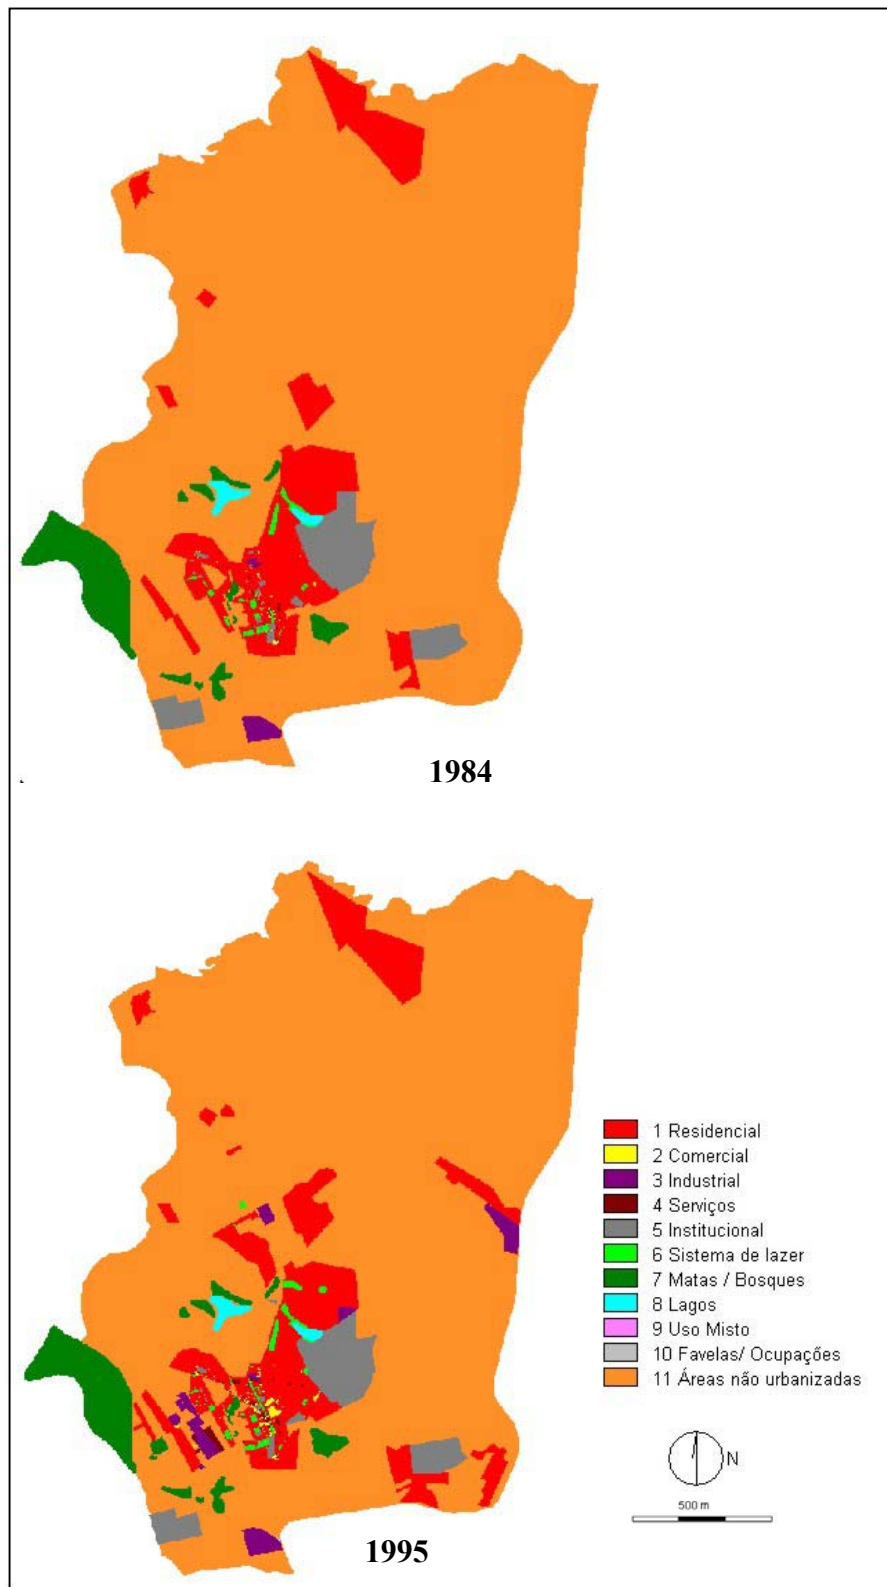 1984
1 Residencial
2 Comercial
3 Industrial
4 Serviços
5 Institucional
6 Sistema de lazer
7 Matas / Bosques
8 Lagos
9 Uso Misto
10 Favelas/ Ocupações
11 Áreas não urbanizadas
N
500 m
1995